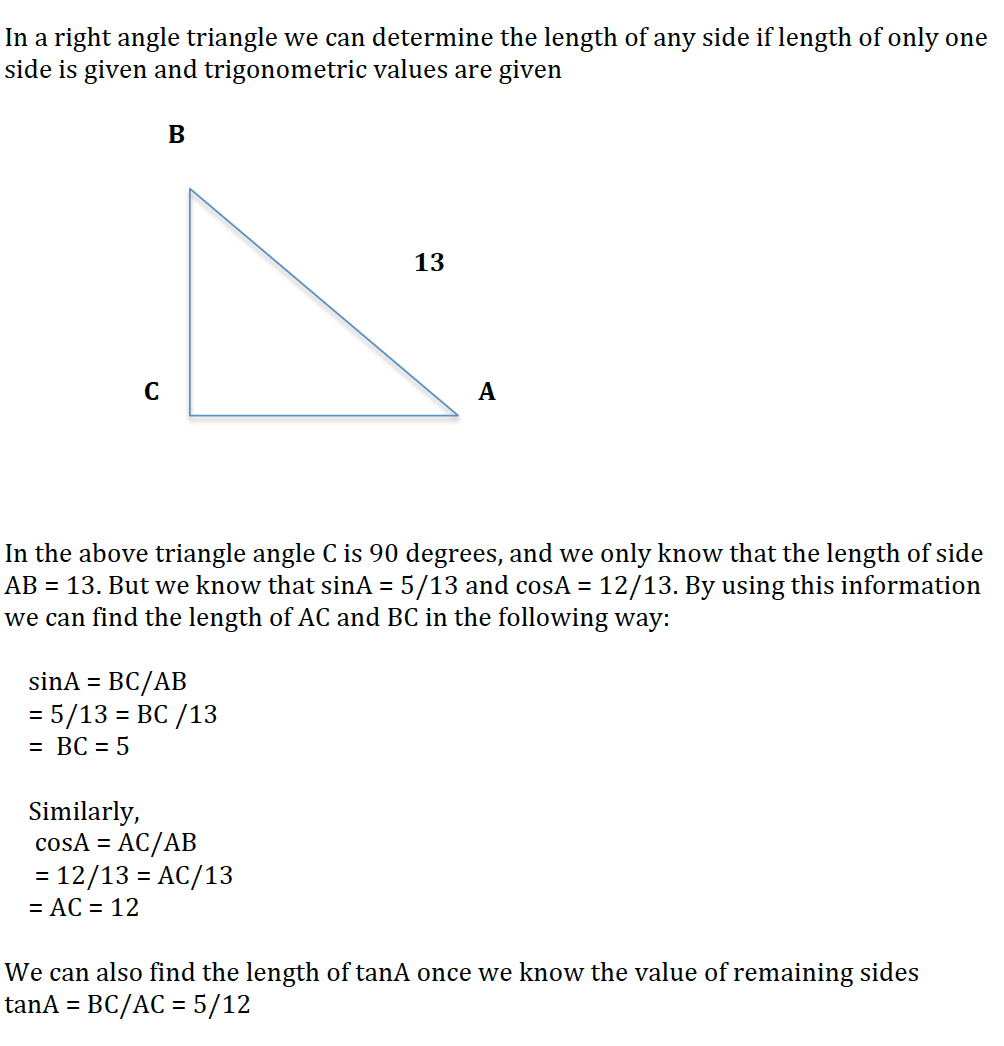 In a right angle triangle we can determine the length of any side if length of only one
side is given and trigonometric values are given
B
13
C
A
In the above triangle angle C is 90 degrees, and we only know that the length of side
AB = 13. But we know that sinA = 5/13 and cosA = 12/13. By using this information
we can find the length of AC and BC in the following way:
sinA = BC/AB
= 5/13 = BC /13
= BC = 5
Similarly,
cosA = AC/AB
= 12/13 = AC/13
= AC = 12
We can also find the length of tanA once we know the value of remaining sides
tanA = BC/AC = 5/12